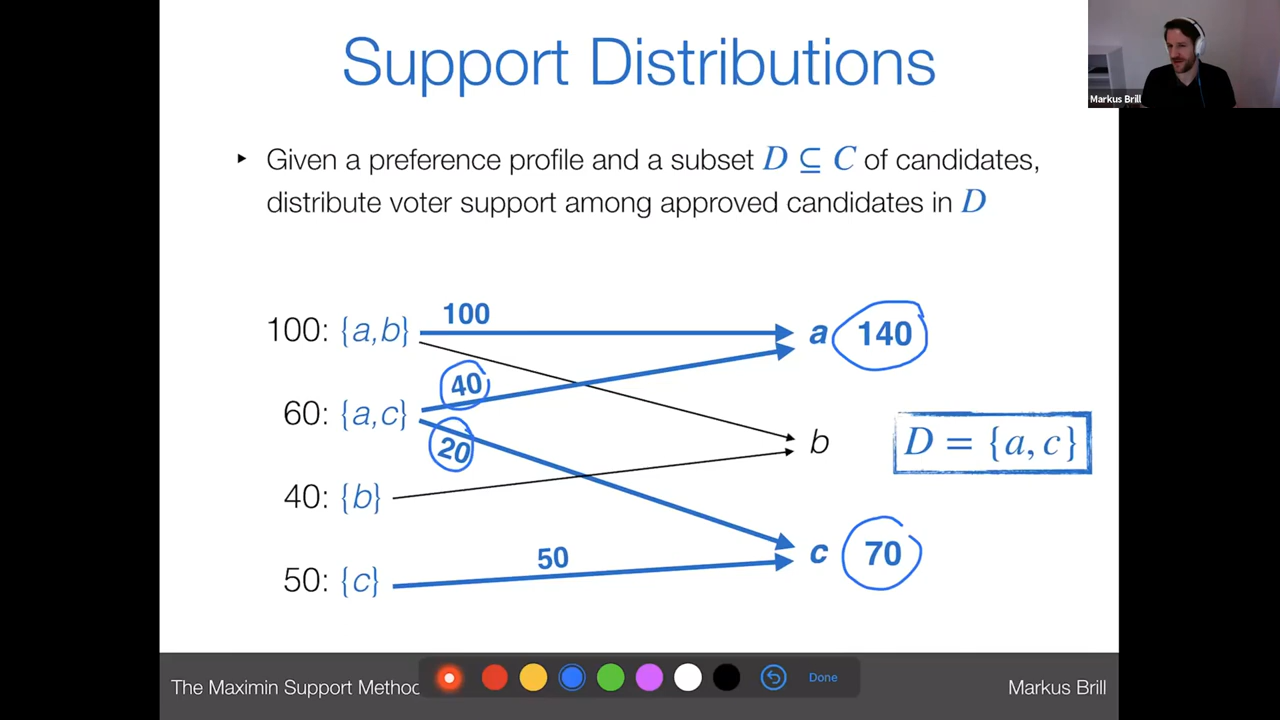 Support Distributions
Markus Brill
‣ Given a preference profile and a subset D ⊆ C of candidates,
distribute voter support among approved candidates in D
100: {a,b}
100
a 140
40
60: {a,c}
20
b
D = {a, c}
40: {b}
50
c 70
50: {c}
The Maximin Support Method
Done
Markus Brill